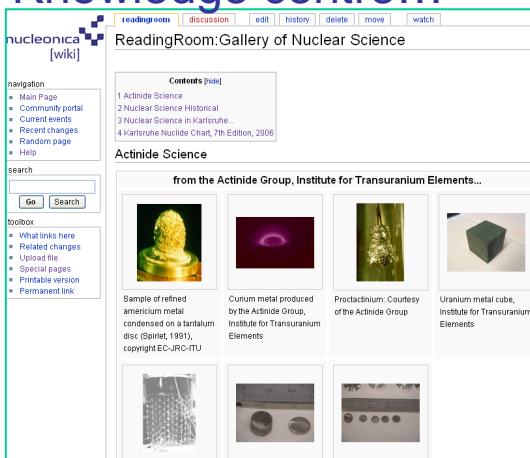 Knowledge centrom
readingroom discussion edit history delete move watch
nucleonica
[wiki]
ReadingRoom:Gallery of Nuclear Science
Contents [hide]
1 Actinide Science
2 Nuclear Science Historical
3 Nuclear Science in Karlsruhe...
4 Karlsruhe Nuclide Chart, 7th Edition, 2006
navigation
Main Page
Community portal
Current events
Recent changes
Random page
Help
search
Go Search
toolbox
What links here
Related changes
Upload file
Special pages
Printable version
Permanent link
Actinide Science
from the Actinide Group, Institute for Transuranium Elements...
Sample of refined
americium metal
condensed on a tantalum
disc (Spirlet, 1991),
copyright EC-JRC-ITU
Curium metal produced
by the Actinide Group,
Institute for Transuranium
Elements
Proctactinium: Courtesy
of the Actinide Group
Uranium metal cube,
Institute for Transuranium
Elements